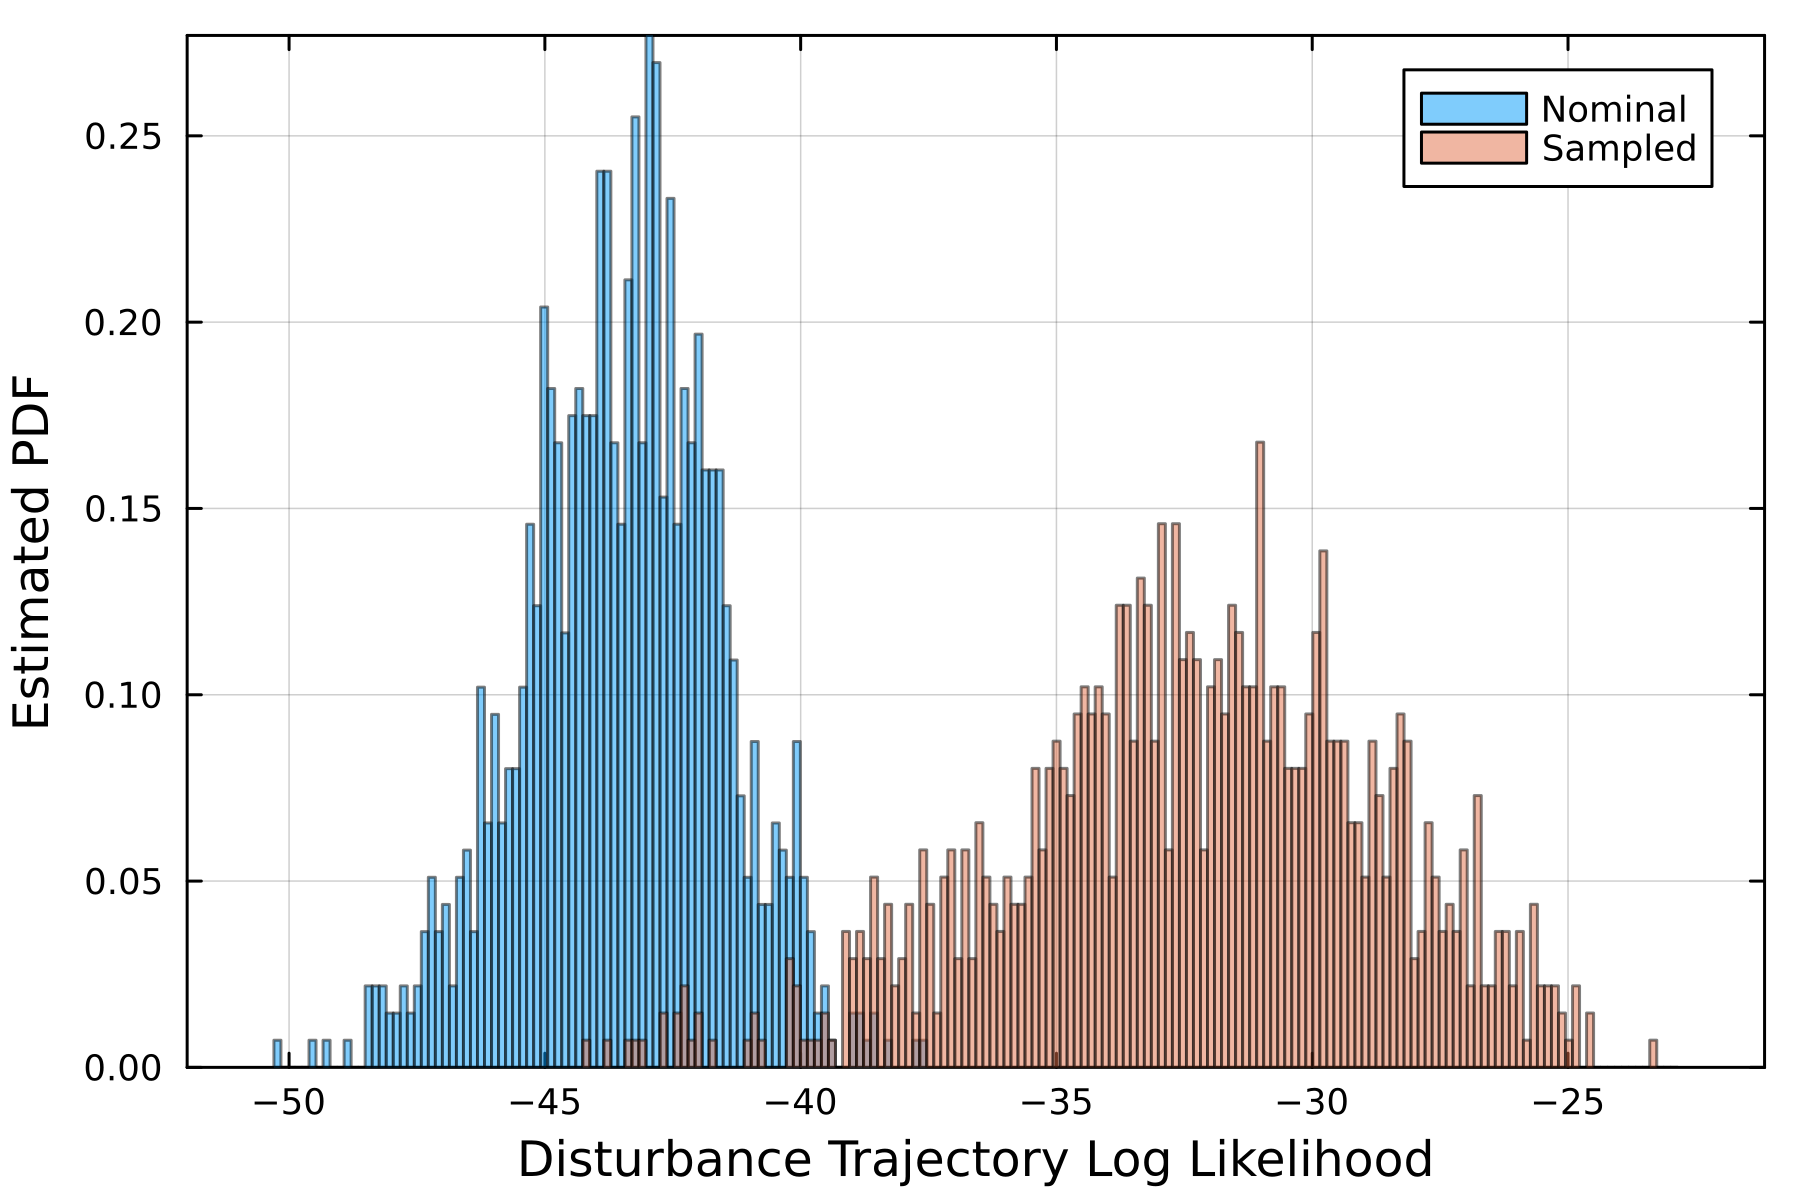 Nominal
Sampled
Estimated PDF
0.25
0.20
0.15
0.10
0.05
0.00
−50 −45 −40 −35 −30 −25
Disturbance Trajectory Log Likelihood